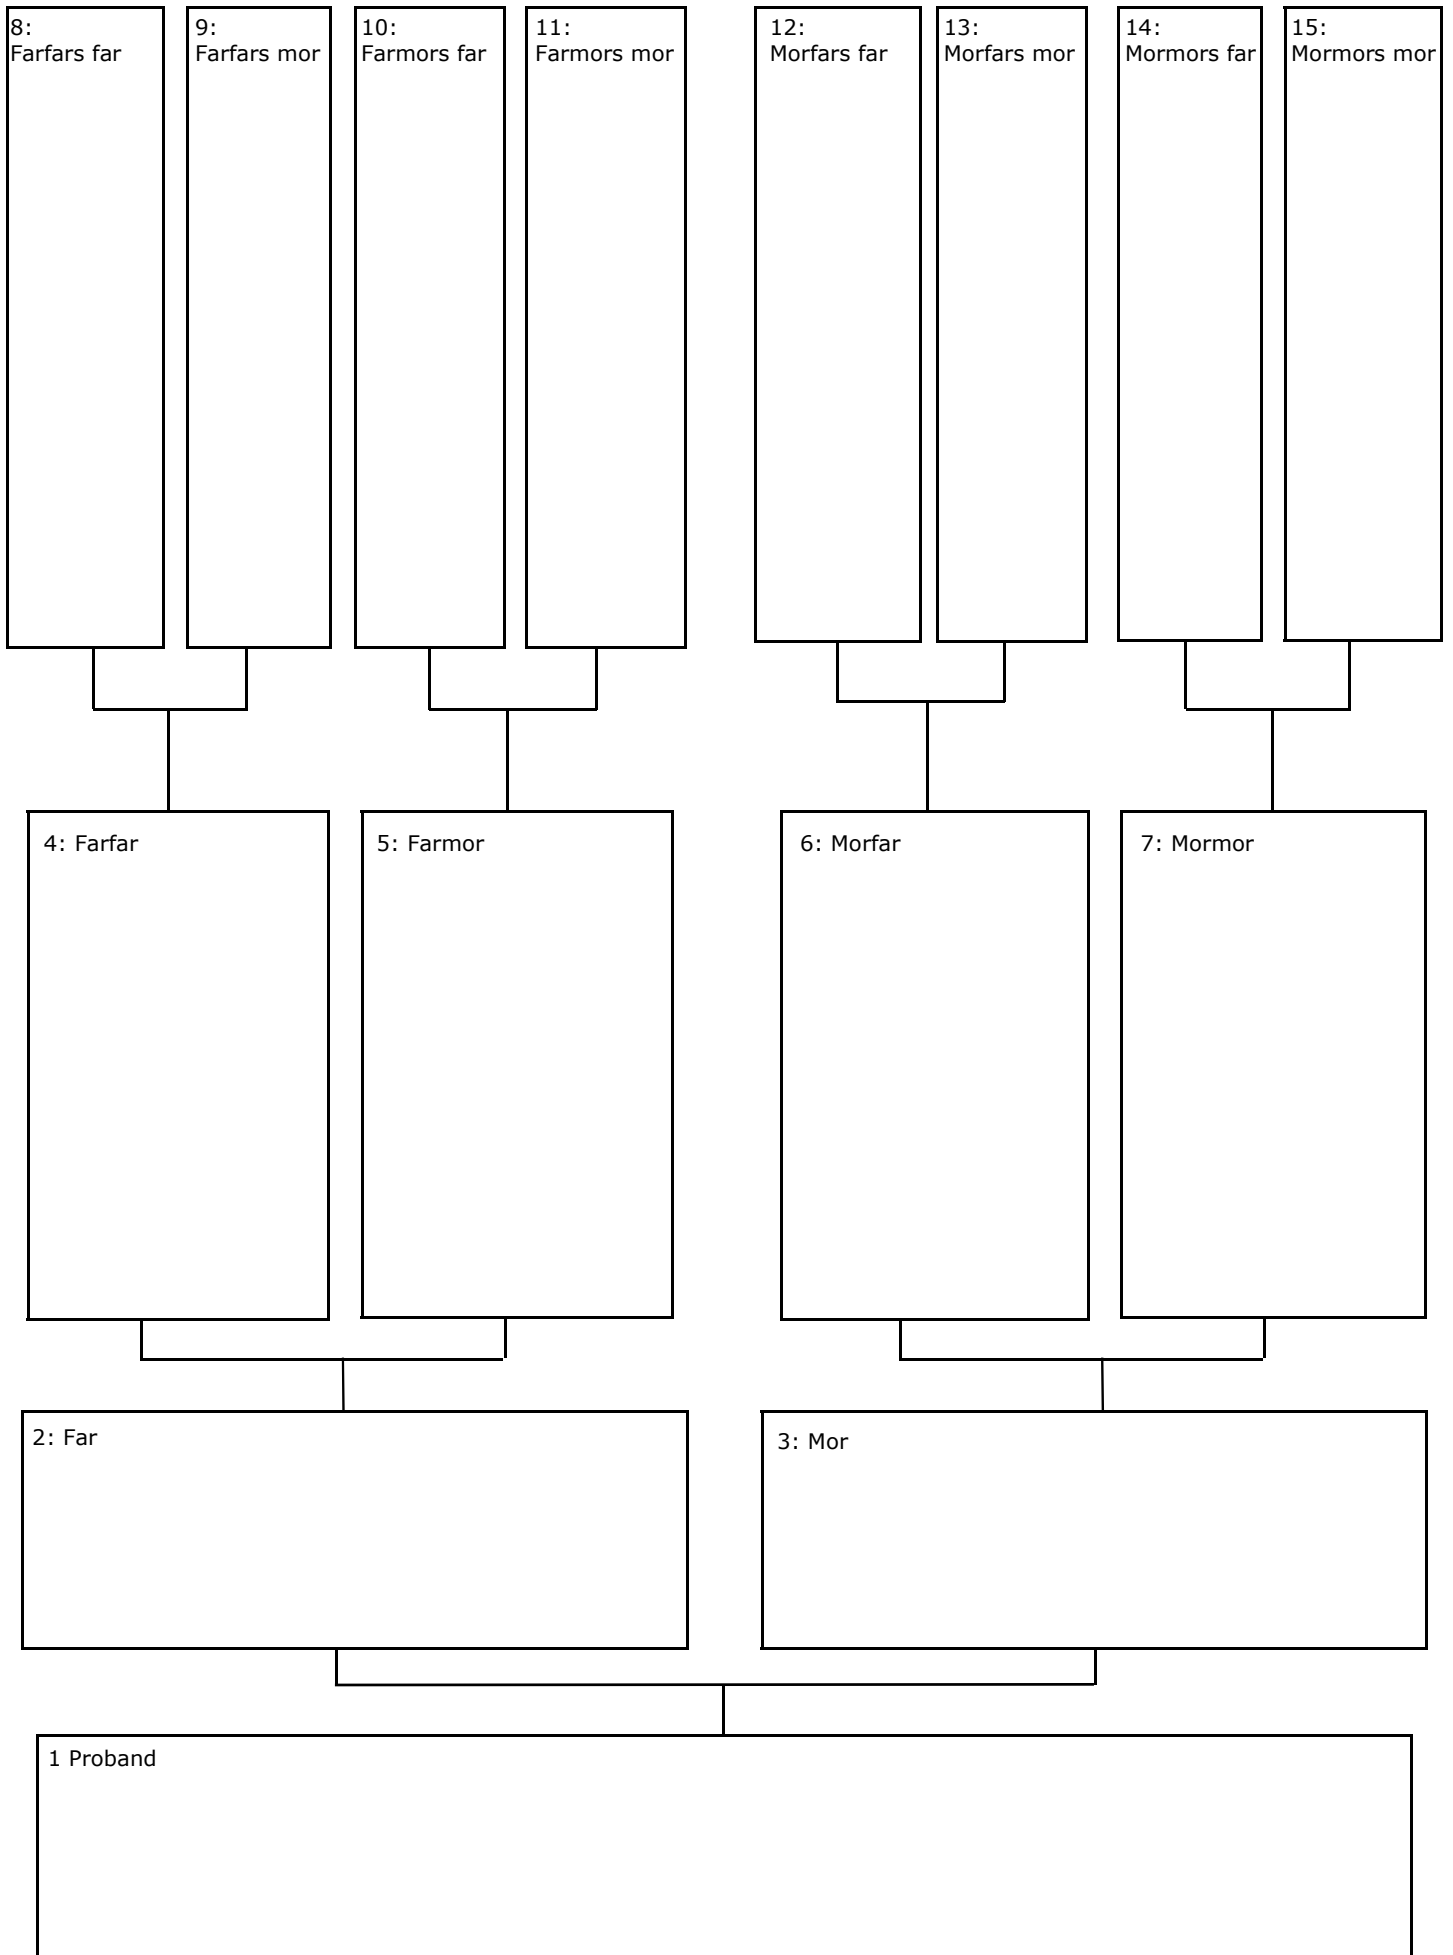 8:
Farfars far
9:
Farfars mor
10:
Farmors far
11:
Farmors mor
12:
Morfars far
13:
Morfars mor
14:
Mormors far
15:
Mormors mor
4: Farfar
5: Farmor
6: Morfar
7: Mormor
2: Far
3: Mor
1 Proband